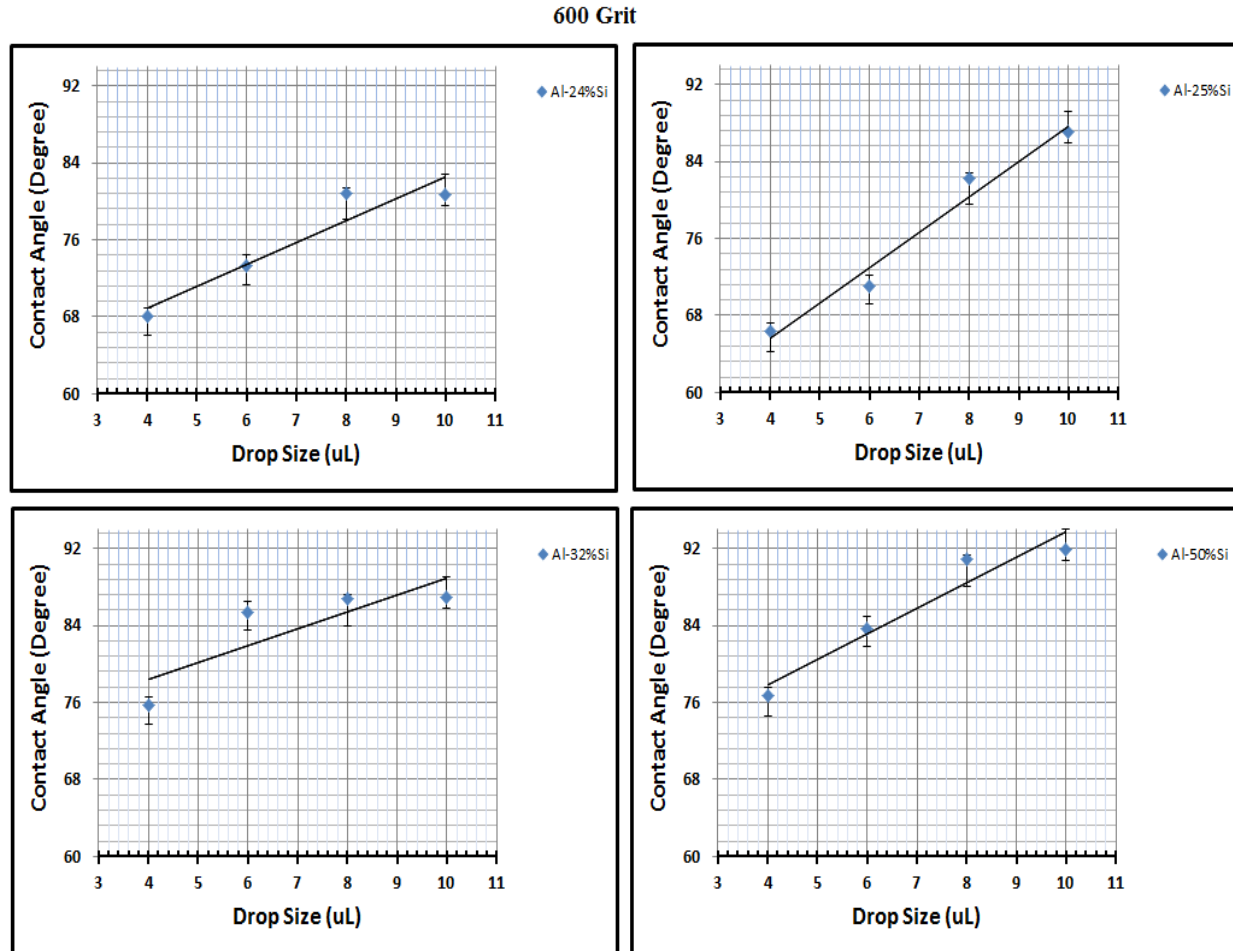 600 Grit
Contact Angle (Degree)
92
84
76
68
60
3 4 5 6 7 8 9 10 11
Drop Size (uL)
Al-24%Si
Contact Angle (Degree)
92
84
76
68
60
3 4 5 6 7 8 9 10 11
Drop Size (uL)
Al-25%Si
Contact Angle (Degree)
92
84
76
68
60
3 4 5 6 7 8 9 10 11
Drop Size (uL)
Al-32%Si
Contact Angle (Degree)
92
84
76
68
60
3 4 5 6 7 8 9 10 11
Drop Size (uL)
Al-50%Si